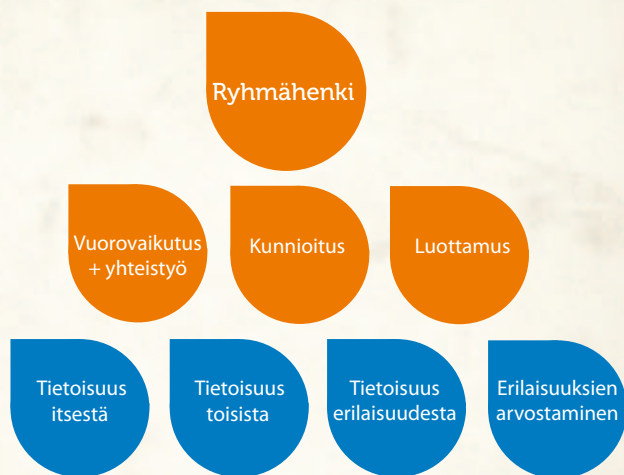 Ryhmähenki
Vuorovaikutus
+ yhteistyö
Kunnioitus
Luottamus
Tietoisuus
itsestä
Tietoisuus
toisista
Tietoisuus
erilaisuudesta
Erilaisuuksien
arvostaminen